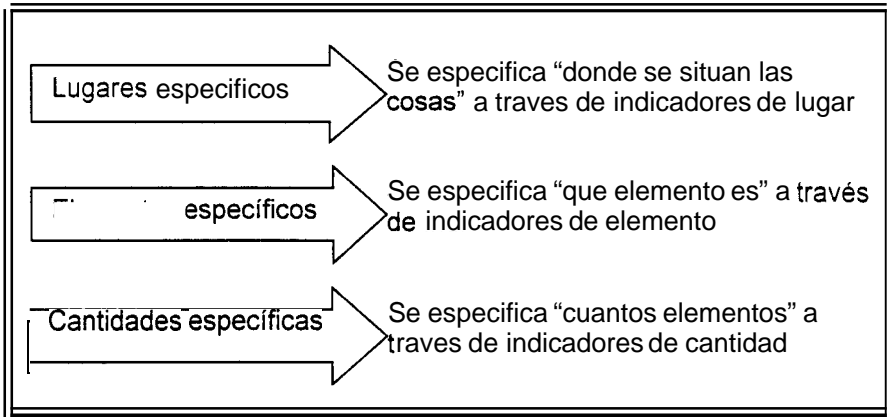 Lugares especificos
Se especifica “donde se situan las
cosas” a traves de indicadores de lugar
específicos
Se especifica “que elemento es” a través
de indicadores de elemento
Cantidades específicas
Se especifica “cuantos elementos” a
traves de indicadores de cantidad